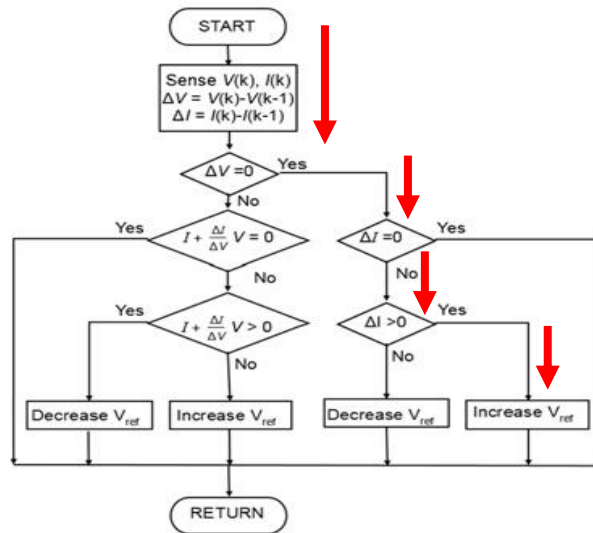 START
Sense V(k), I(k)
ΔV = V(k)-V(k-1)
ΔI = I(k)-I(k-1)
ΔV =0
Yes
No
Yes
I + ΔI/ΔV V = 0
ΔI=0
Yes
No
No
Yes
I + ΔI/ΔV V > 0
ΔI >0
Yes
No
No
Decrease Vref
Increase Vref
Decrease Vref
Increase Vref
RETURN